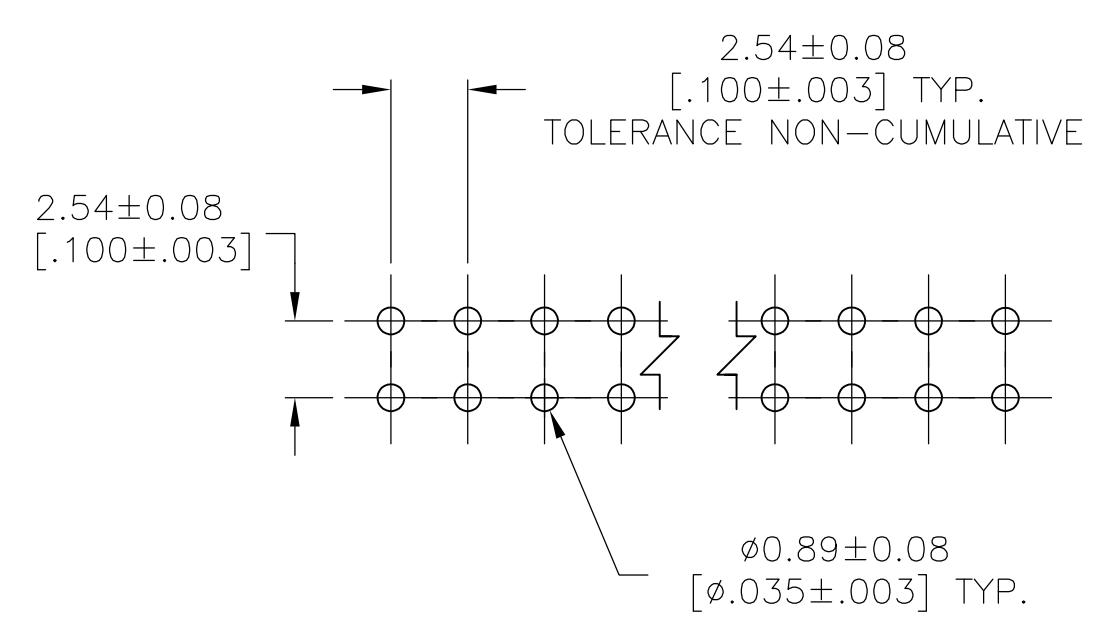 2.54±0.08
[.100±.003] TYP.
TOLERANCE NON-CUMULATIVE
2.54±0.08
[.100±.003]
ø0.89±0.08
[ø.035±.003] TYP.